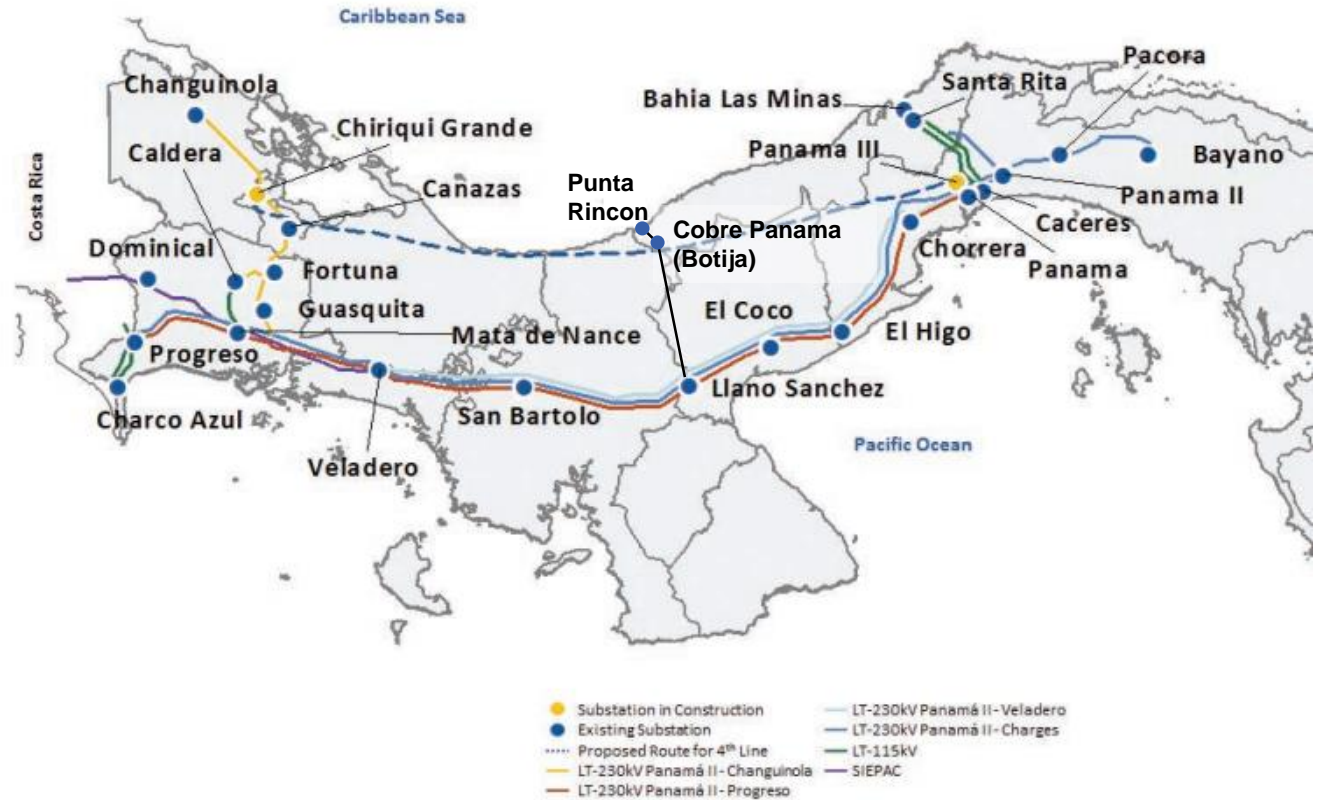 Caribbean Sea
Pacora
Changuinola
Santa Rita
Bahia Las Minas
Chiriqui Grande
Caldera
Panama III
Bayano
Costa Rica
Cañazas
Punta
Rincon
Panama II
Cobre Panama
(Botija)
Caceres
Dominical
Chorrera
Fortuna
Panama
Guasquita
El Coco
Mata de Nance
El Higo
Progreso
Llano Sanchez
Charco Azul
San Bartolo
Pacific Ocean
Veladero
Substation in Construction
Existing Substation
Proposed Route for 4th Line
LT-230kV Panamá II - Changuinola
LT-230kV Panamá II - Progreso
LT-230kV Panamá II - Veladero
LT-230kV Panamá II - Charges
LT-115kV
SIEPAC